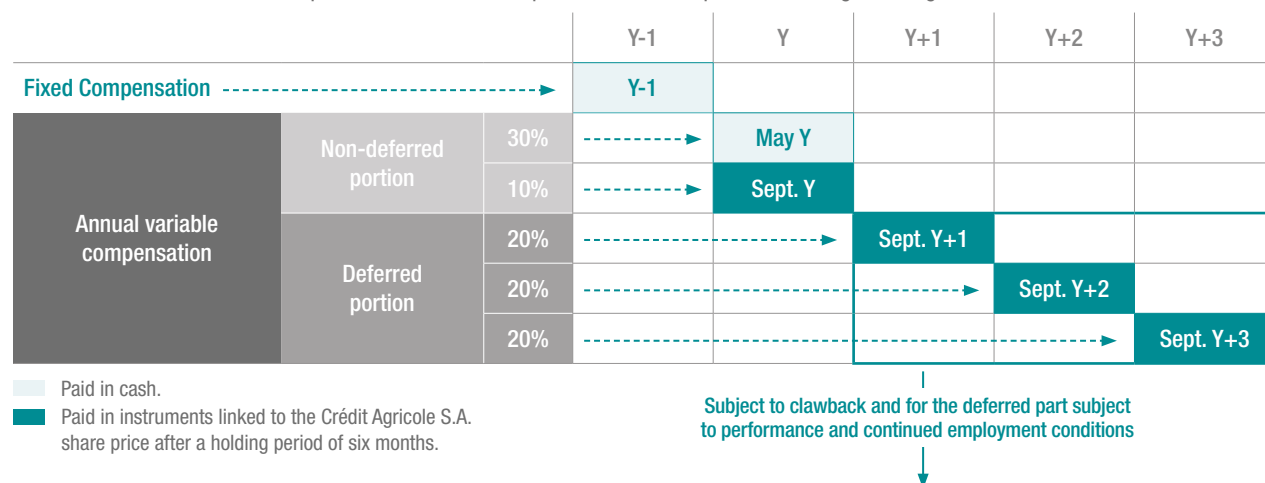 Y-1 Y Y+1 Y+2 Y+3
Fixed Compensation Y-1
Annual variable compensation
Non-deferred portion
30% May Y
10% Sept. Y
Deferred portion
20% Sept. Y+1
20% Sept. Y+2
20% Sept. Y+3
Paid in cash.
Paid in instruments linked to the Crédit Agricole S.A.
share price after a holding period of six months.
Subject to clawback and for the deferred part subject
to performance and continued employment conditions